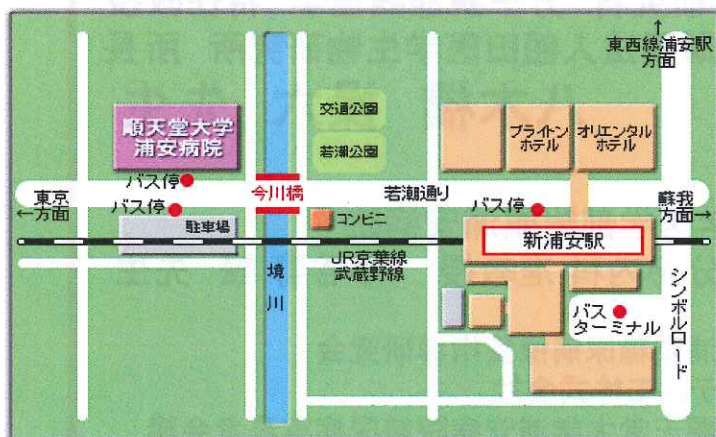 ↑
東西線浦安駅
方面
順天堂大学
浦安病院
交通公園
若潮公園
ブライトン
ホテル
オリエンタル
ホテル
バス停
東京
←方面
バス停
今川橋
若潮通り
バス停
蘇我
方面→
駐車場
コンビニ
新浦安駅
JR京葉線
武蔵野線
境川
シンボルロード
バス
ターミナル